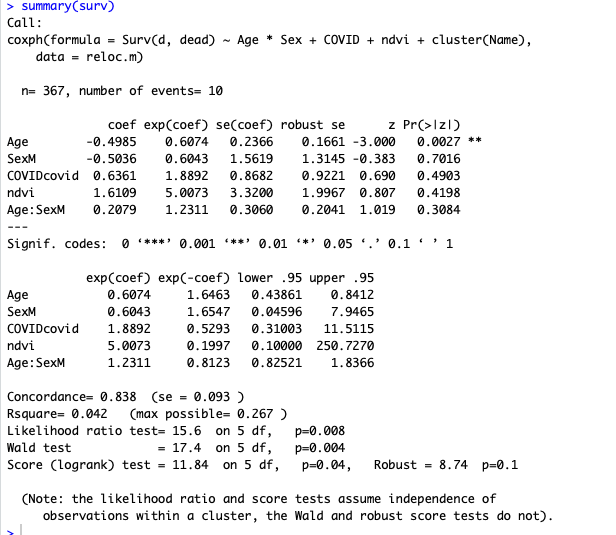 > summary(surv)
Call:
coxph(formula = Surv(d, dead) ~ Age * Sex + COVID + ndvi + cluster(Name),
    data = reloc.m)

  n= 367, number of events= 10

              coef exp(coef) se(coef) robust se      z Pr(>|z|)
Age        -0.4985    0.6074   0.2366    0.1661 -3.000   0.0027 **
SexM       -0.5036    0.6043   1.5619    1.3145 -0.383   0.7016
COVIDcovid  0.6361    1.8892   0.8682    0.9221  0.690   0.4903
ndvi        1.6109    5.0073   3.3200    1.9967  0.807   0.4198
Age:SexM    0.2079    1.2311   0.3060    0.2041  1.019   0.3084
---
Signif. codes:  0 ‘***’ 0.001 ‘**’ 0.01 ‘*’ 0.05 ‘.’ 0.1 ‘ ’ 1

           exp(coef) exp(-coef) lower .95 upper .95
Age           0.6074     1.6463   0.43861    0.8412
SexM          0.6043     1.6547   0.04596    7.9465
COVIDcovid    1.8892     0.5293   0.31003   11.5115
ndvi          5.0073     0.1997   0.10000  250.7270
Age:SexM      1.2311     0.8123   0.82521    1.8366

Concordance= 0.838  (se = 0.093 )
Rsquare= 0.042   (max possible= 0.267 )
Likelihood ratio test= 15.6  on 5 df,   p=0.008
Wald test            = 17.4  on 5 df,   p=0.004
Score (logrank) test = 11.84  on 5 df,   p=0.04,   Robust = 8.74  p=0.1

  (Note: the likelihood ratio and score tests assume independence of
     observations within a cluster, the Wald and robust score tests do not).
>